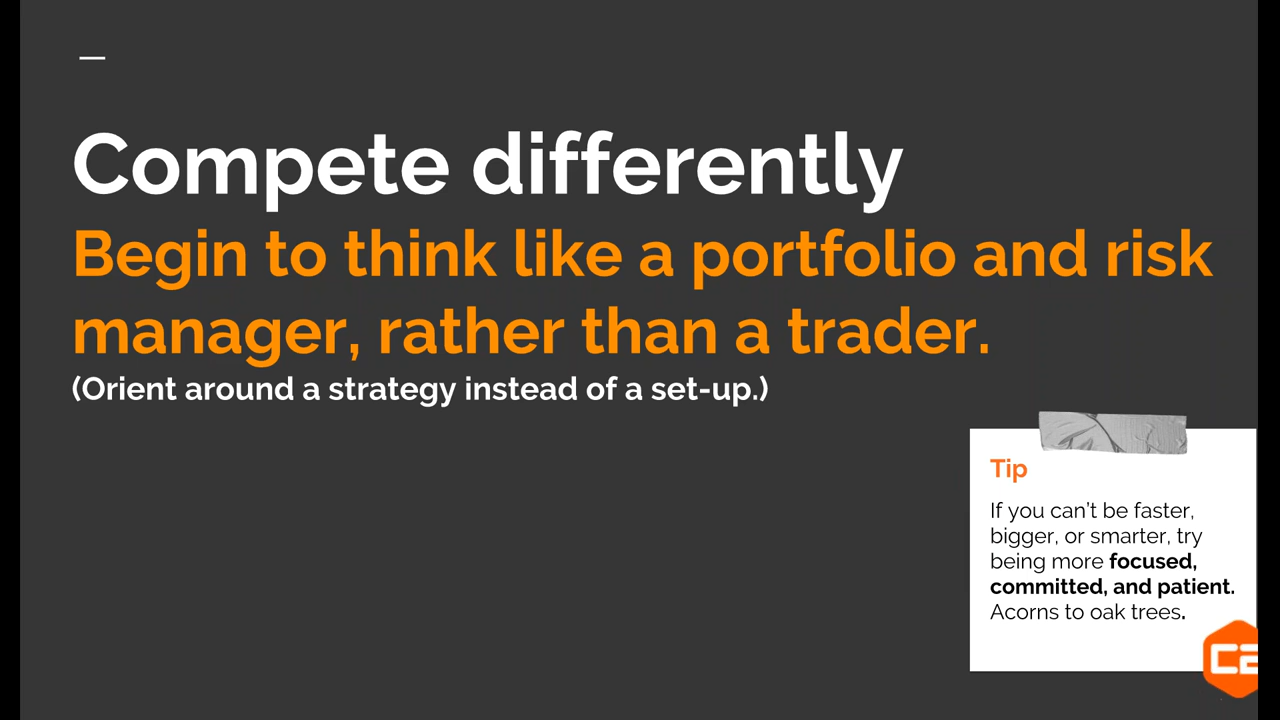 Compete differently
Begin to think like a portfolio and risk
manager, rather than a trader.
(Orient around a strategy instead of a set-up.)
Tip
If you can't be faster,
bigger, or smarter, try
being more focused,
committed, and patient.
Acorns to oak trees.